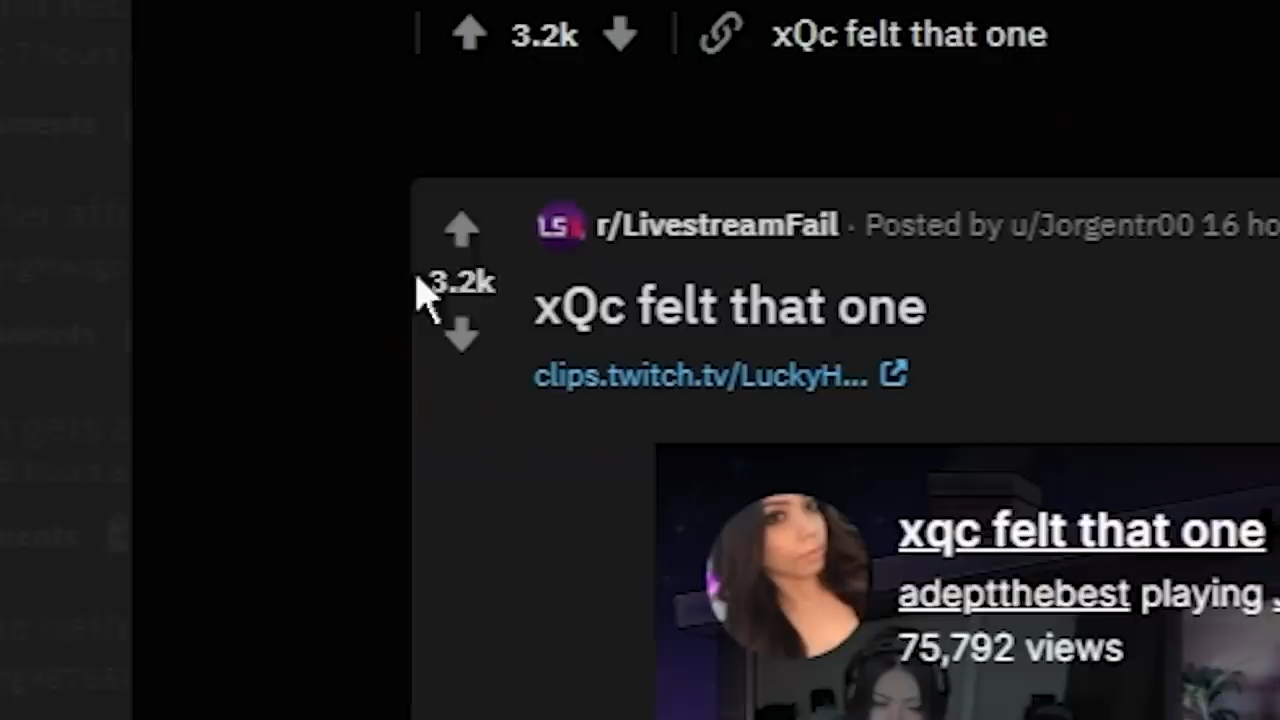 3.2k xQc felt that one
r/LivestreamFail · Posted by u/Jorgentr00 16 ho
3.2k
xQc felt that one
clips.twitch.tv/LuckyH...
xqc felt that one
adeptthebest playing
75,792 views